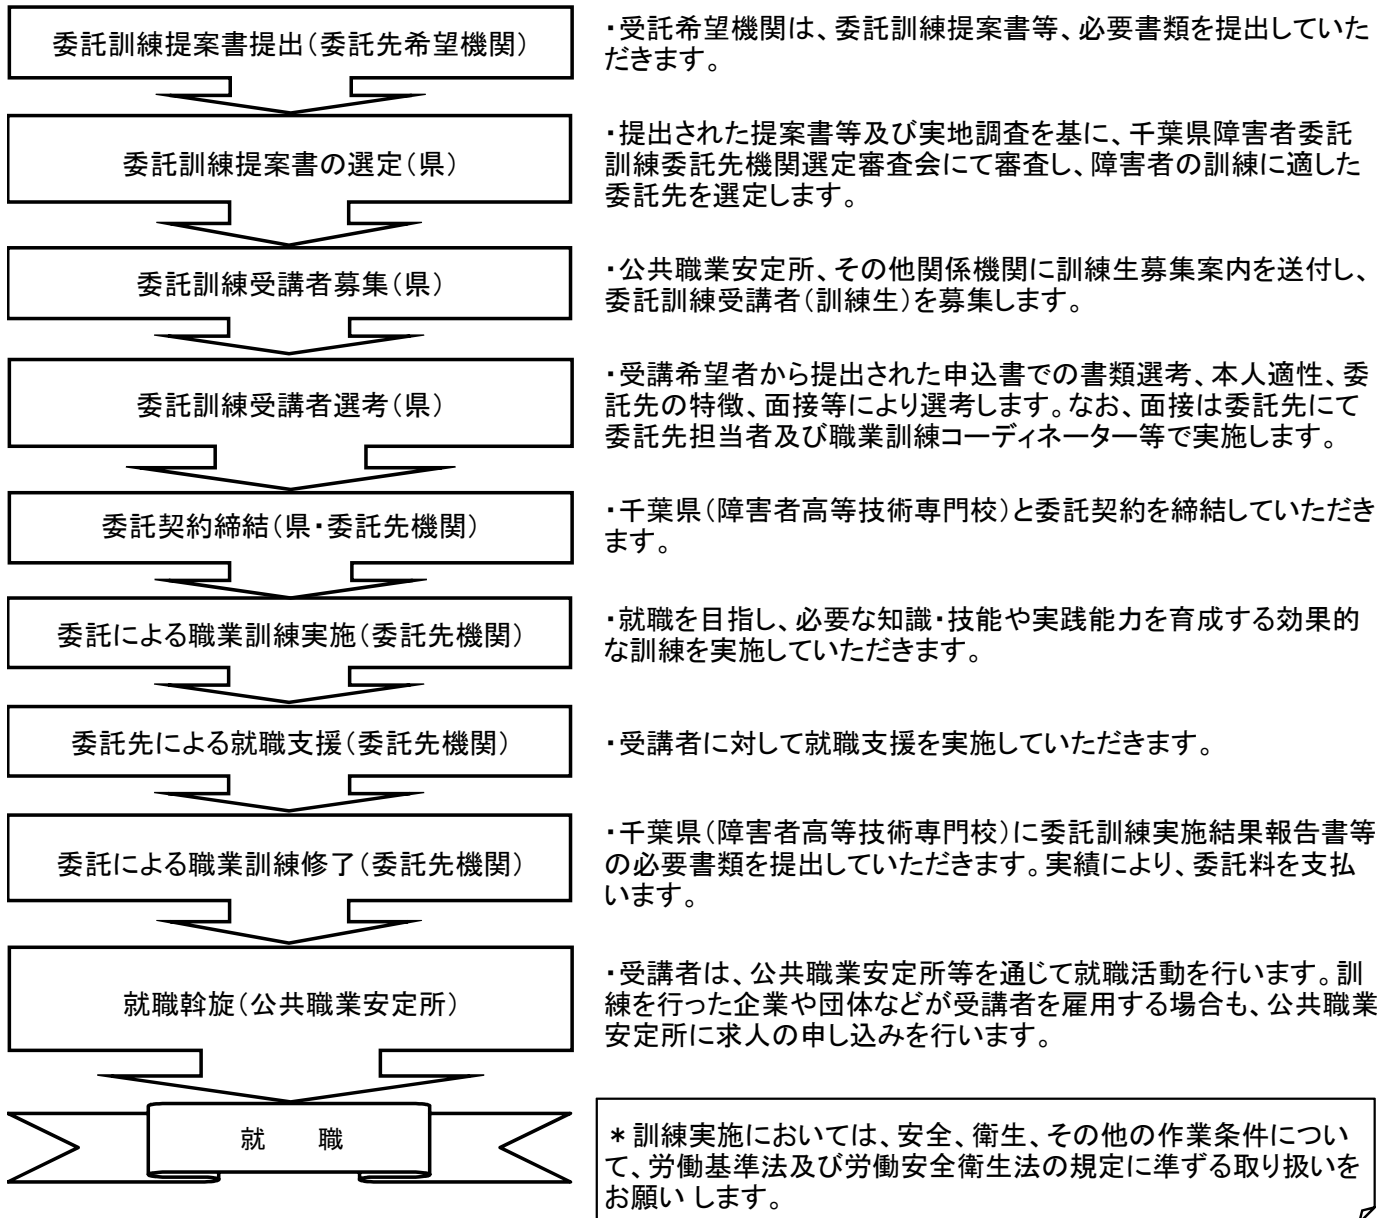 委託訓練提案書提出(委託先希望機関)
・受託希望機関は、委託訓練提案書等、必要書類を提出していた
だきます。
委託訓練提案書の選定(県)
・提出された提案書等及び実地調査を基に、千葉県障害者委託
訓練委託先機関選定審査会にて審査し、障害者の訓練に適した
委託先を選定します。
委託訓練受講者募集(県)
・公共職業安定所、その他関係機関に訓練生募集案内を送付し、
委託訓練受講者(訓練生)を募集します。
委託訓練受講者選考(県)
・受講希望者から提出された申込書での書類選考、本人適性、委
託先の特徴、面接等により選考します。なお、面接は委託先にて
委託先担当者及び職業訓練コーディネーター等で実施します。
委託契約締結(県・委託先機関)
・千葉県(障害者高等技術専門校)と委託契約を締結していただき
ます。
委託による職業訓練実施(委託先機関)
・就職を目指し、必要な知識・技能や実践能力を育成する効果的
な訓練を実施していただきます。
委託先による就職支援(委託先機関)
・受講者に対して就職支援を実施していただきます。
委託による職業訓練修了(委託先機関)
・千葉県(障害者高等技術専門校)に委託訓練実施結果報告書等
の必要書類を提出していただきます。実績により、委託料を支払
います。
就職斡旋(公共職業安定所)
・受講者は、公共職業安定所等を通じて就職活動を行います。訓
練を行った企業や団体などが受講者を雇用する場合も、公共職業
安定所に求人の申し込みを行います。
就 職
*訓練実施においては、安全、衛生、その他の作業条件につい
て、労働基準法及び労働安全衛生法の規定に準ずる取り扱いを
お願い します。